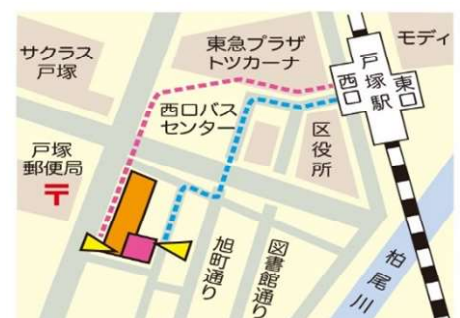 サクラス
戸塚
東急プラザ
トツカーナ
モディ
戸塚駅
西口
東口
西口バス
センター
区役所
戸塚
郵便局
〒
旭町通り
図書館通り
柏尾川